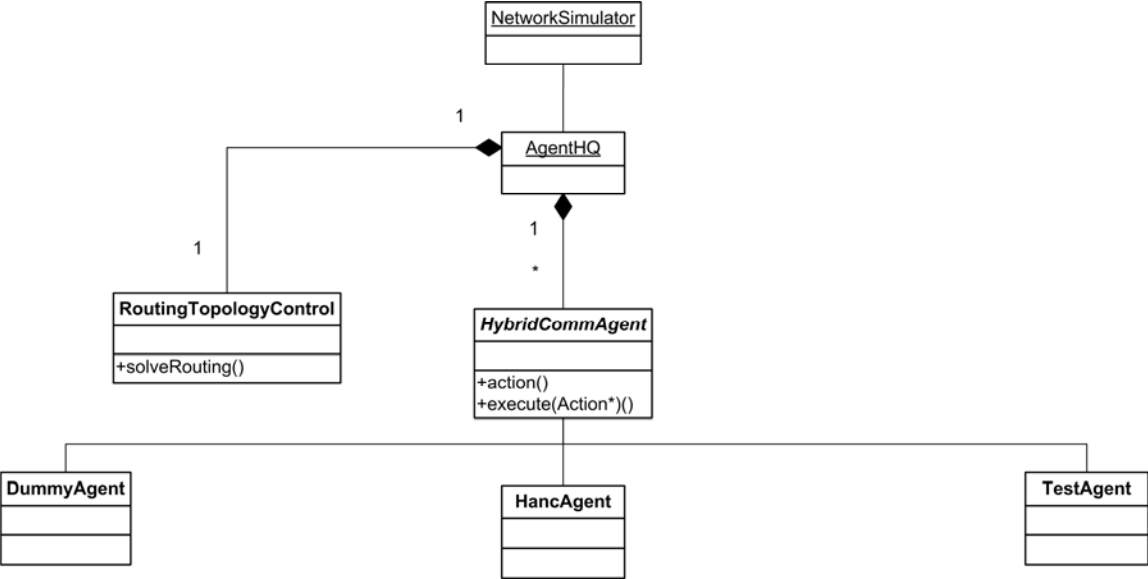 NetworkSimulator
1
AgentHQ
1
1
*
RoutingTopologyControl
+solveRouting()
HybridCommAgent
+action()
+execute(Action*)()
DummyAgent
HancAgent
TestAgent